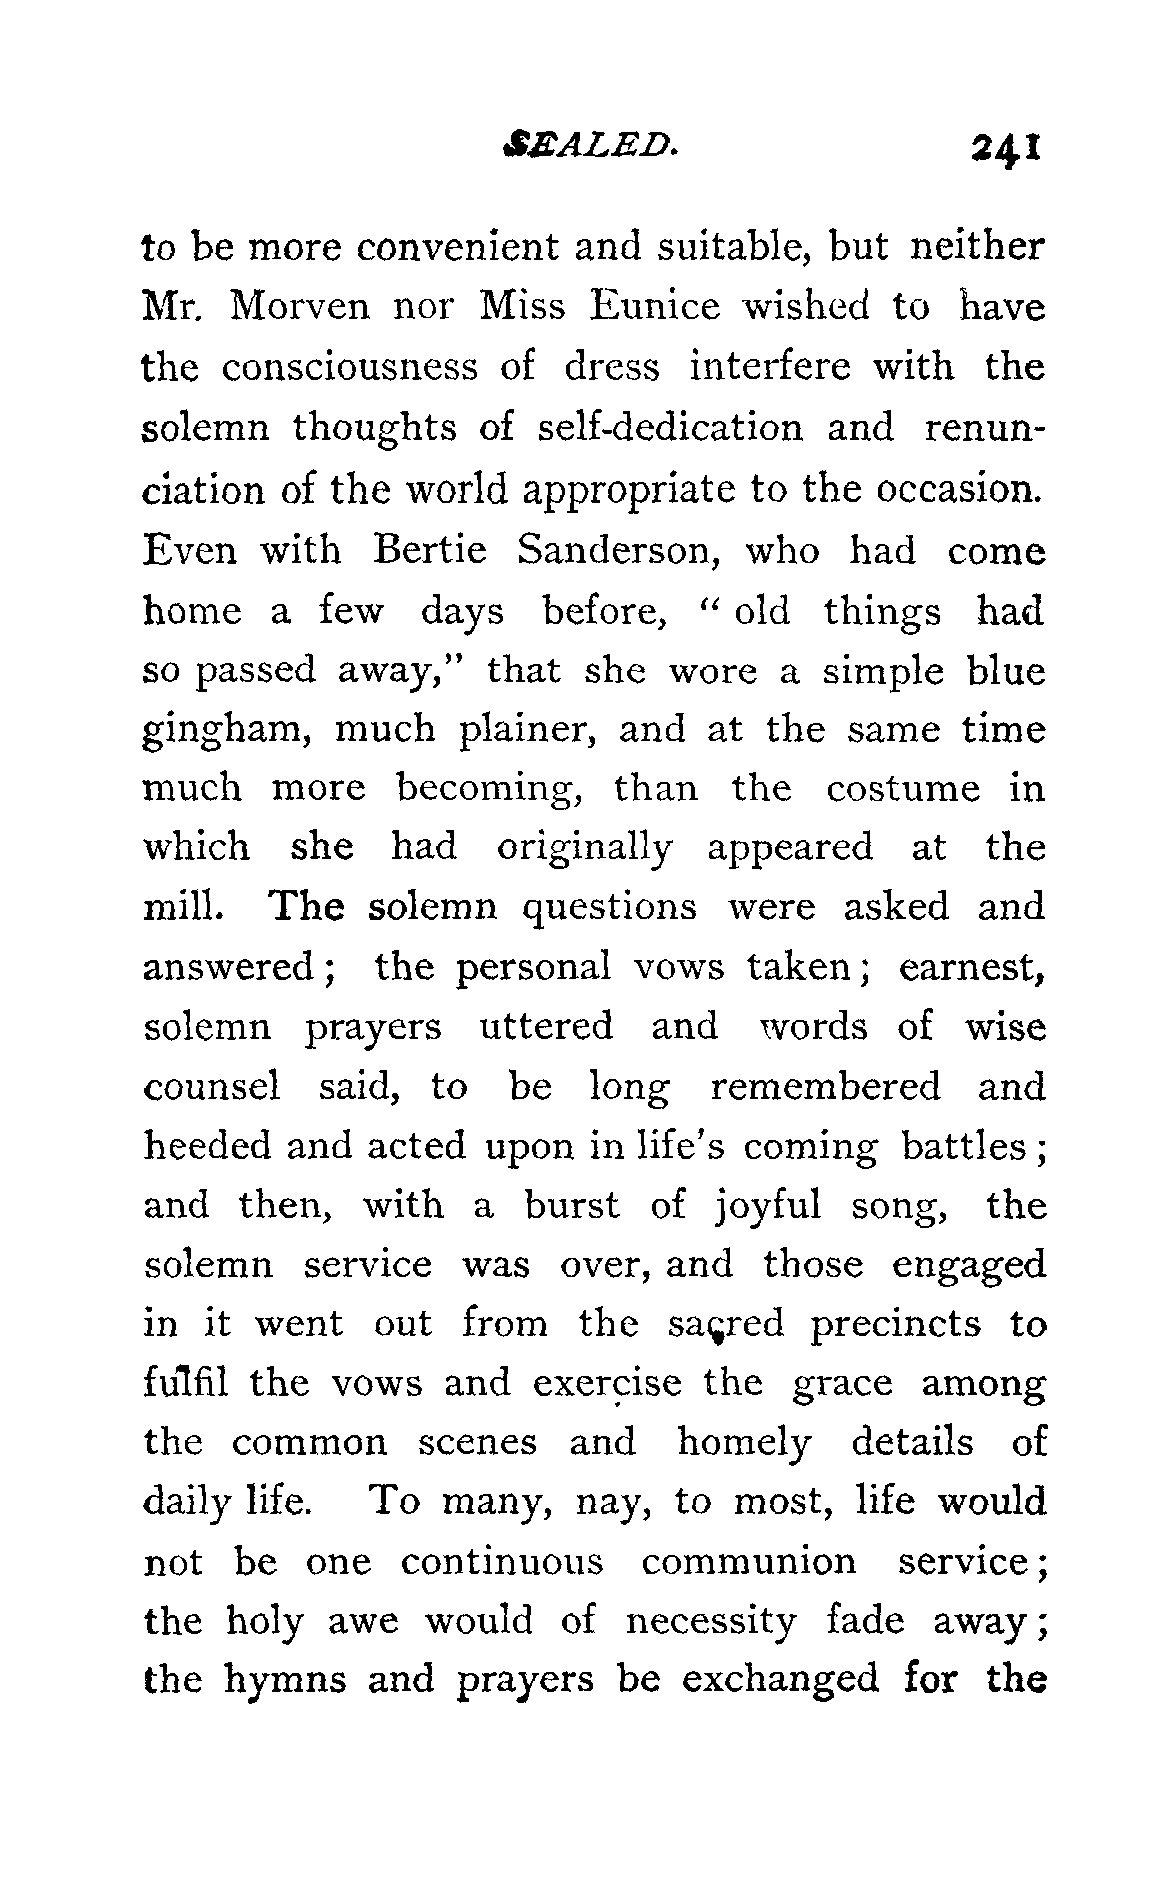 SEALED. 241
to be more convenient and suitable, but neither
Mr. Morven nor Miss Eunice wished to have
the consciousness of dress interfere with the
solemn thoughts of self-dedication and renun-
ciation of the world appropriate to the occasion.
Even with Bertie Sanderson, who had come
home a few days before, “ old things had
so passed away,” that she wore a simple blue
gingham, much plainer, and at the same time
much more becoming, than the costume in
which she had originally appeared at the
mill. The solemn questions were asked and
answered ; the personal vows taken ; earnest,
solemn prayers uttered and words of wise
counsel said, to be long remembered and
heeded and acted upon in life's coming battles ;
and then, with a burst of joyful song, the
solemn service was over, and those engaged
in it went out from the sacred precincts to
fulfil the vows and exercise the grace among
the common scenes and homely details of
daily life. To many, nay, to most, life would
not be one continuous communion service ;
the holy awe would of necessity fade away ;
the hymns and prayers be exchanged for the